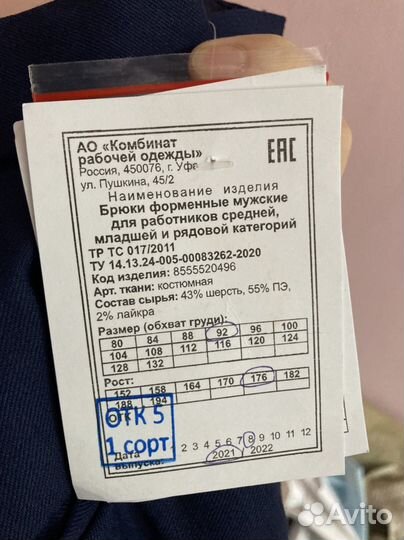 АО «Комбинат
рабочей одежды»
Россия, 450076, г. Уфа
ул. Пушкина, 45/2
EAC
Наименование изделия
Брюки форменные мужские
для работников средней,
младшей и рядовой категорий
ТР ТС 017/2011
ТУ 14.13.24-005-00083262-2020
Код изделия: 8555520496
Арт. ткани: костюмная
Состав сырья: 43% шерсть, 55% ПЭ,
2% лайкра
Размер (обхват груди):
80 84 88 92 96 100
104 108 112 116 120 124
128 132
Рост:
152 158 164 170 176 182
188 194
ОТК 5
1 сорт
Дата 1 2 3 4 5 6 7 8 9 10 11 12
выпуска: 2021 2022
Avito